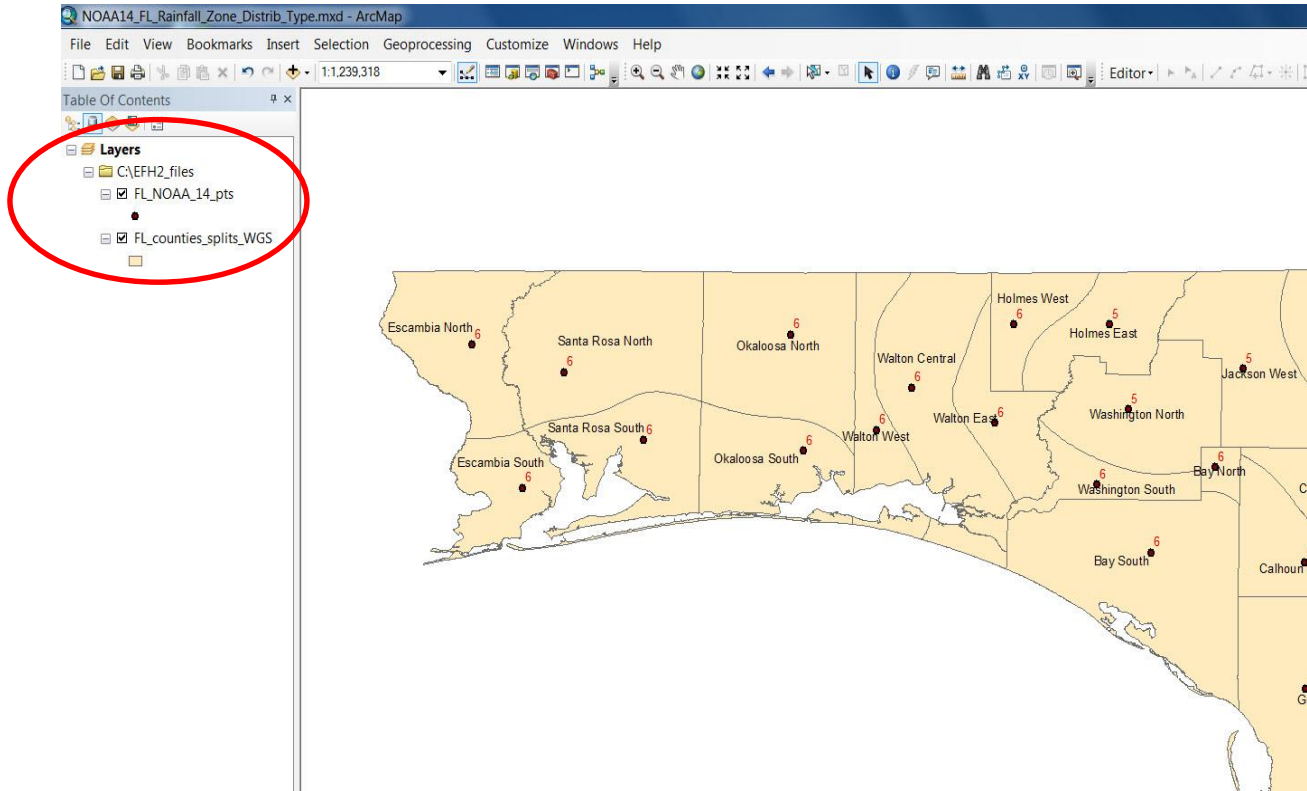 NOAA14_FL_Rainfall_Zone_Distrib_Type.mxd - ArcMap
File Edit View Bookmarks Insert Selection Geoprocessing Customize Windows Help
1:1,239,318
Editor
Table Of Contents
Layers
C:\EFH2_files
FL_NOAA_14_pts
FL_counties_splits_WGS
Holmes West
6
5
Holmes East
Escambia North
6
Santa Rosa North
6
6
Okaloosa North
Walton Central
6
5
Jackson West
5
Washington North
Santa Rosa South
6
6
Walton West
Walton East
6
Okaloosa South
6
Escambia South
6
6
Bay North
6
Washington South
C
6
Bay South
Calhoun
G